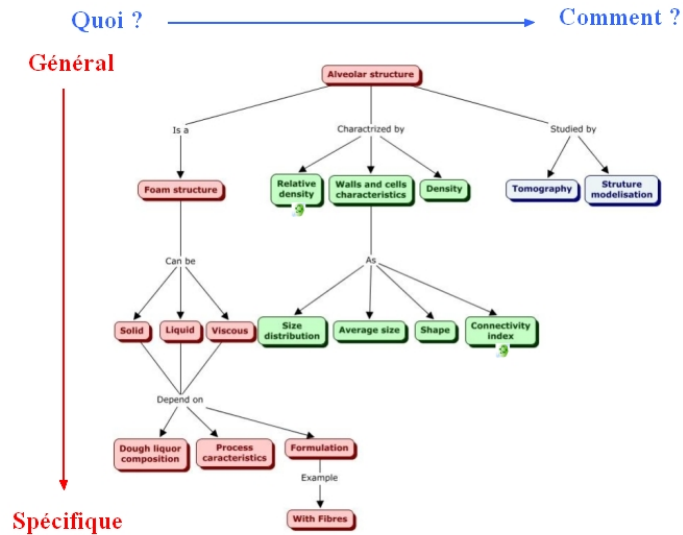 Quoi ?
Comment ?
Général
Alveolar structure
Is a
Charactrized by
Studied by
Foam structure
Relative
density
Walls and cells
characteristics
Density
Tomography
Struture
modelisation
Can be
As
Solid
Liquid
Viscous
Size
distribution
Average size
Shape
Connectivity
index
Depend on
Dough liquor
composition
Process
caracteristics
Formulation
Example
With Fibres
Spécifique